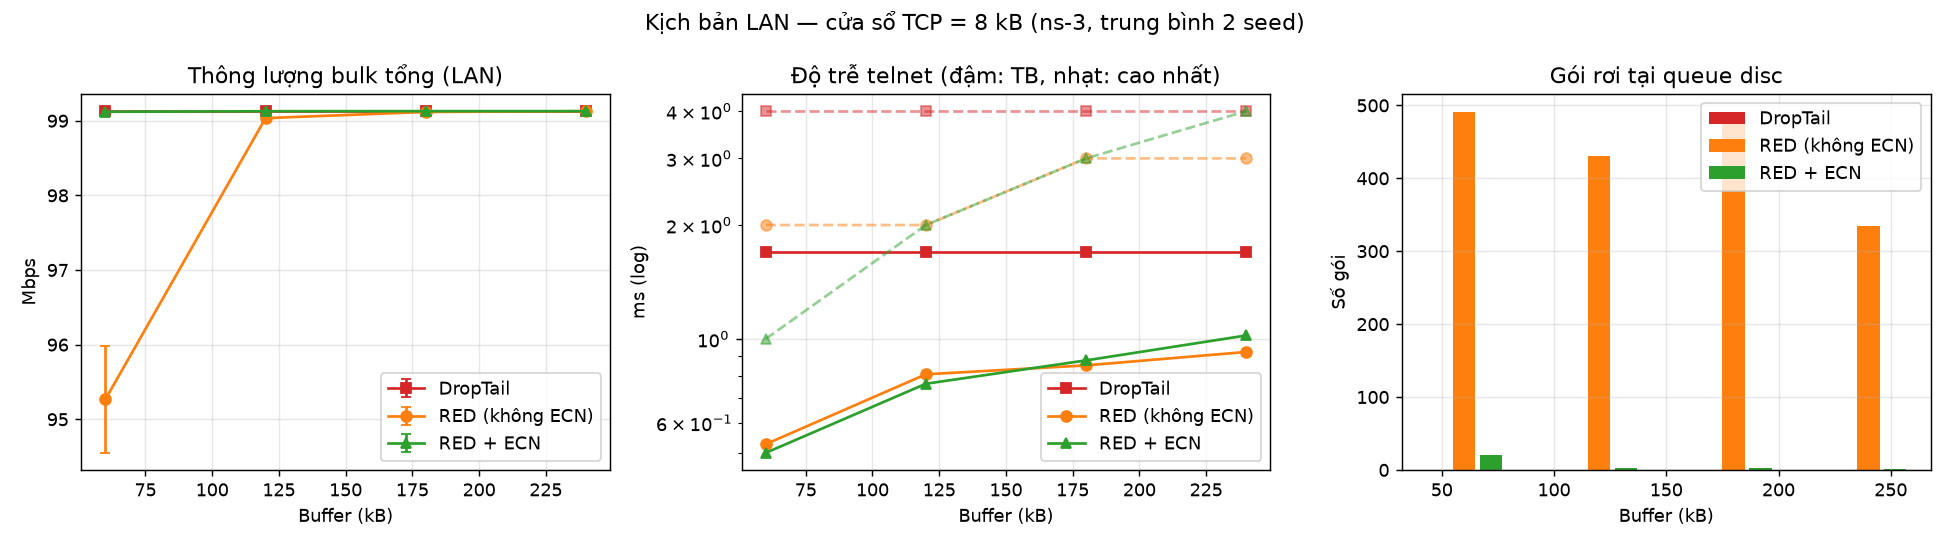 Kịch bản LAN — cửa sổ TCP = 8 kB (ns-3, trung bình 2 seed)
Thông lượng bulk tổng (LAN)
Mbps
99
98
97
96
95
DropTail
RED (không ECN)
RED + ECN
75 100 125 150 175 200 225
Buffer (kB)
Độ trễ telnet (đậm: TB, nhạt: cao nhất)
ms (log)
4 × 10⁰
3 × 10⁰
2 × 10⁰
10⁰
6 × 10⁻¹
DropTail
RED (không ECN)
RED + ECN
75 100 125 150 175 200 225
Buffer (kB)
Gói rơi tại queue disc
Số gói
500
400
300
200
100
0
DropTail
RED (không ECN)
RED + ECN
50 100 150 200 250
Buffer (kB)